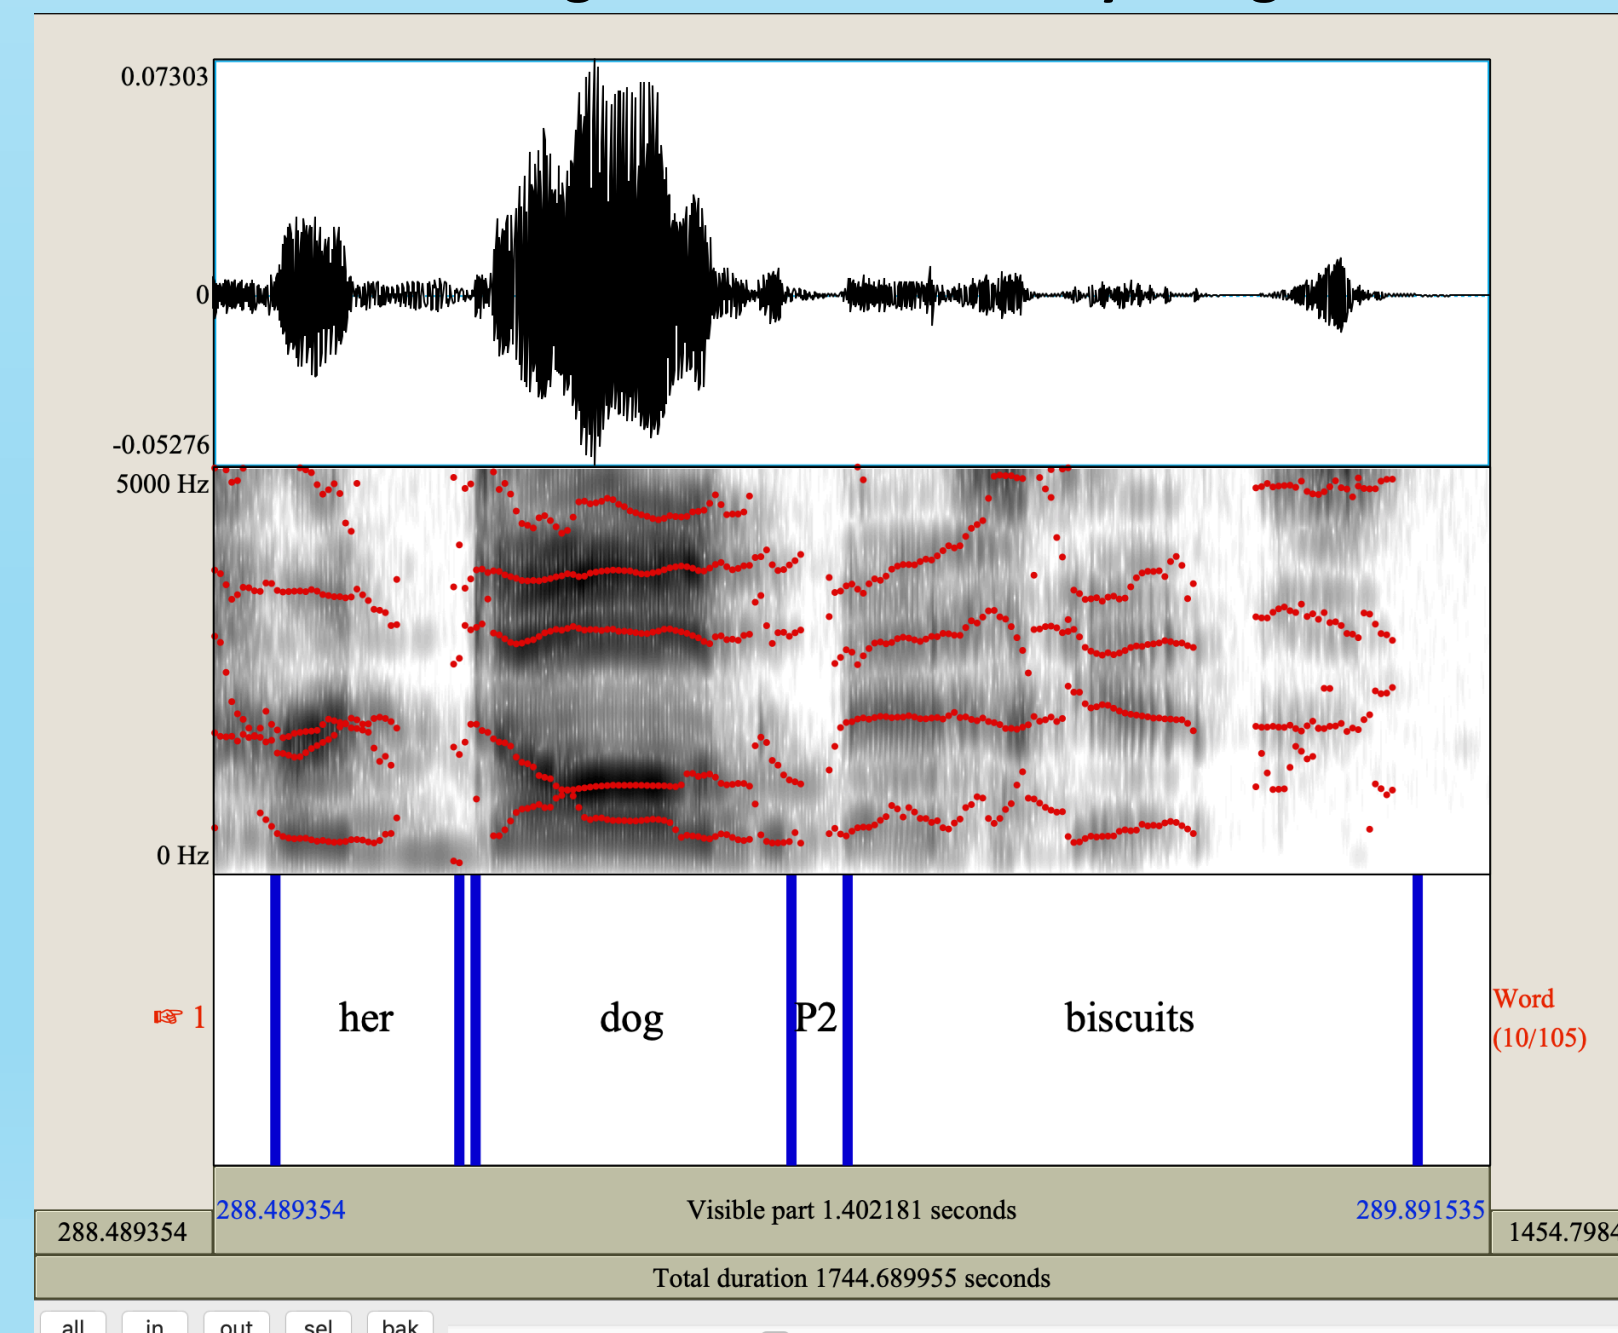 0.07303
0
-0.05276
5000 Hz
0 Hz
☞ 1
her
dog
P2
biscuits
Word
(10/105)
288.489354
Visible part 1.402181 seconds
289.891535
288.489354
1454.7984
Total duration 1744.689955 seconds
all
in
out
sel
bak